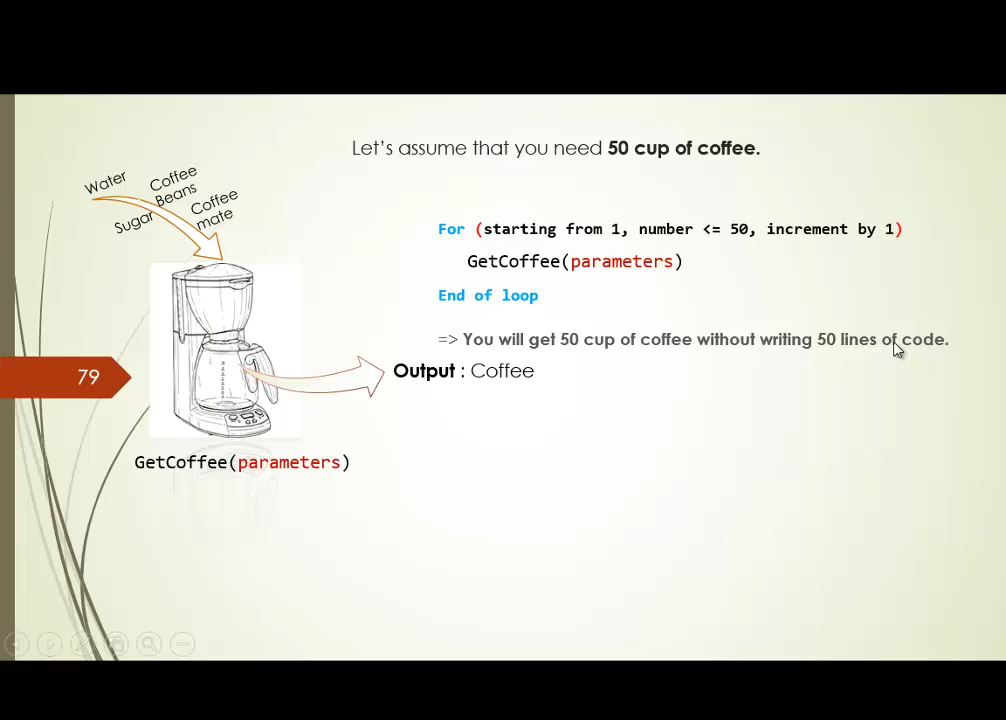 Let's assume that you need 50 cup of coffee.
Water
Coffee
Beans
Sugar
Coffee
mate
For (starting from 1, number <= 50, increment by 1)
GetCoffee(parameters)
End of loop
=> You will get 50 cup of coffee without writing 50 lines of code.
79
Output : Coffee
GetCoffee(parameters)